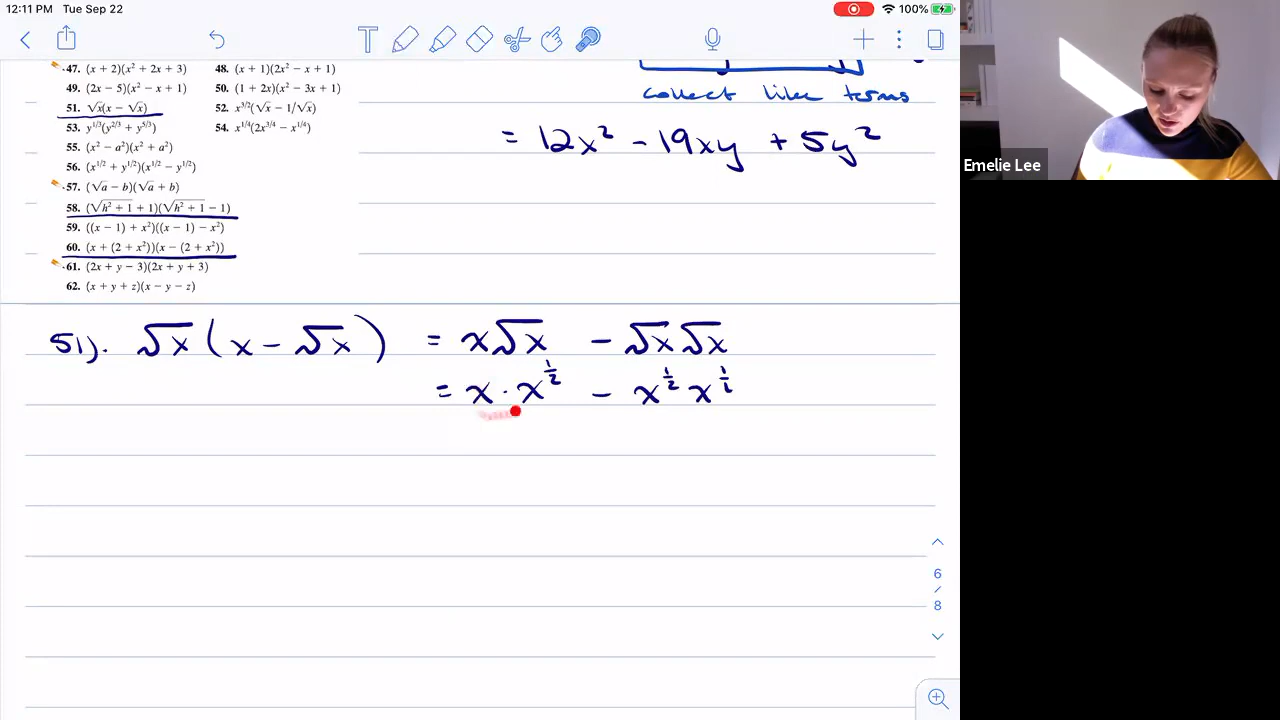 12:11 PM Tue Sep 22
100%
47. (x + 2)(x² + 2x + 3) 48. (x + 1)(2x² − x + 1)
49. (2x − 5)(x² − x + 1) 50. (1 + 2x)(x² − 3x + 1)
51. √x(x − √x) 52. x^{3/2}(√x − 1/√x)
53. y^{1/3}(y^{2/3} + y^{5/3}) 54. x^{1/4}(2x^{3/4} − x^{1/4})
55. (x² − a²)(x² + a²)
56. (x^{1/2} + y^{1/2})(x^{1/2} − y^{1/2})
57. (√a − b)(√a + b)
58. (√(h² + 1) + 1)(√(h² + 1) − 1)
59. ((x − 1) + x²)((x − 1) − x²)
60. (x + (2 + x²))(x − (2 + x²))
61. (2x + y − 3)(2x + y + 3)
62. (x + y + z)(x − y − z)
collect like terms
= 12x² − 19xy + 5y²
Emelie Lee
51). √x (x − √x) = x√x − √x√x
= x · x^{1/2} − x^{1/2} x^{1/2}
6
/
8